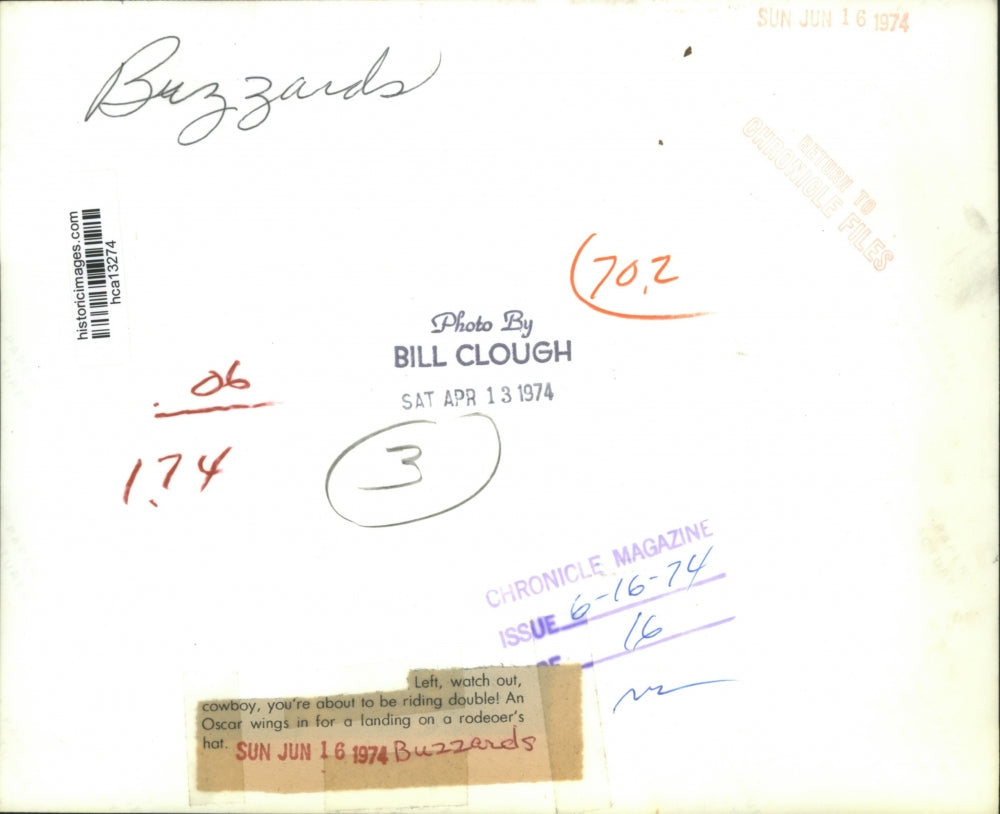 SUN JUN 16 1974
Buzzards
RETURN TO
CHRONICLE FILES
historicimages.com
hca13274
70.2
Photo By
BILL CLOUGH
SAT APR 13 1974
.06
1.74
3
CHRONICLE MAGAZINE
ISSUE 6-16-74
16
Left, watch out,
cowboy, you're about to be riding double! An
Oscar wings in for a landing on a rodeoer's
hat. SUN JUN 16 1974 Buzzards